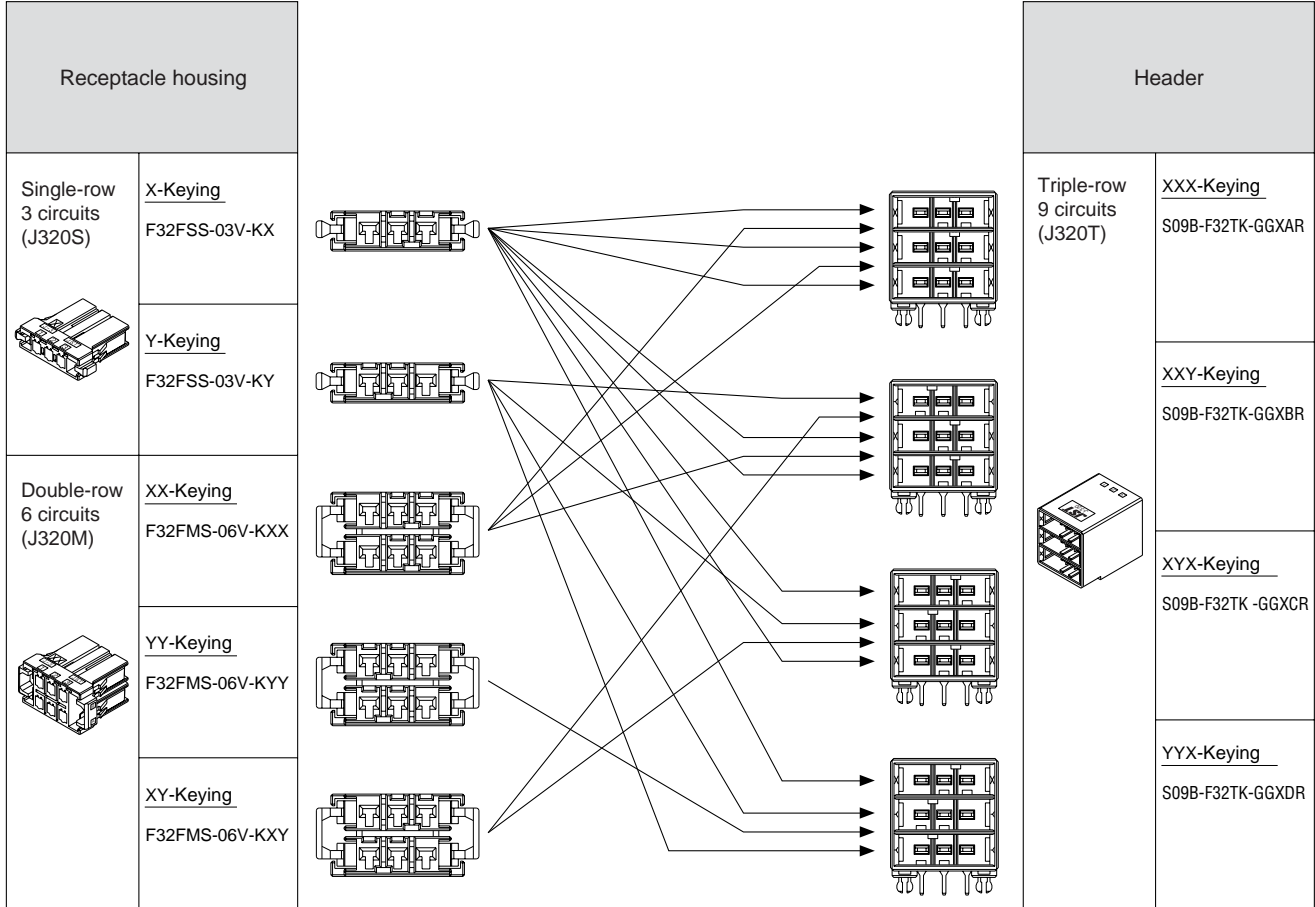 Receptacle housing
Header
Single-row
3 circuits
(J320S)
X-Keying
F32FSS-03V-KX
Y-Keying
F32FSS-03V-KY
Double-row
6 circuits
(J320M)
XX-Keying
F32FMS-06V-KXX
YY-Keying
F32FMS-06V-KYY
XY-Keying
F32FMS-06V-KXY
Triple-row
9 circuits
(J320T)
XXX-Keying
S09B-F32TK-GGXAR
XXY-Keying
S09B-F32TK-GGXBR
XYX-Keying
S09B-F32TK -GGXCR
YYX-Keying
S09B-F32TK-GGXDR
JST